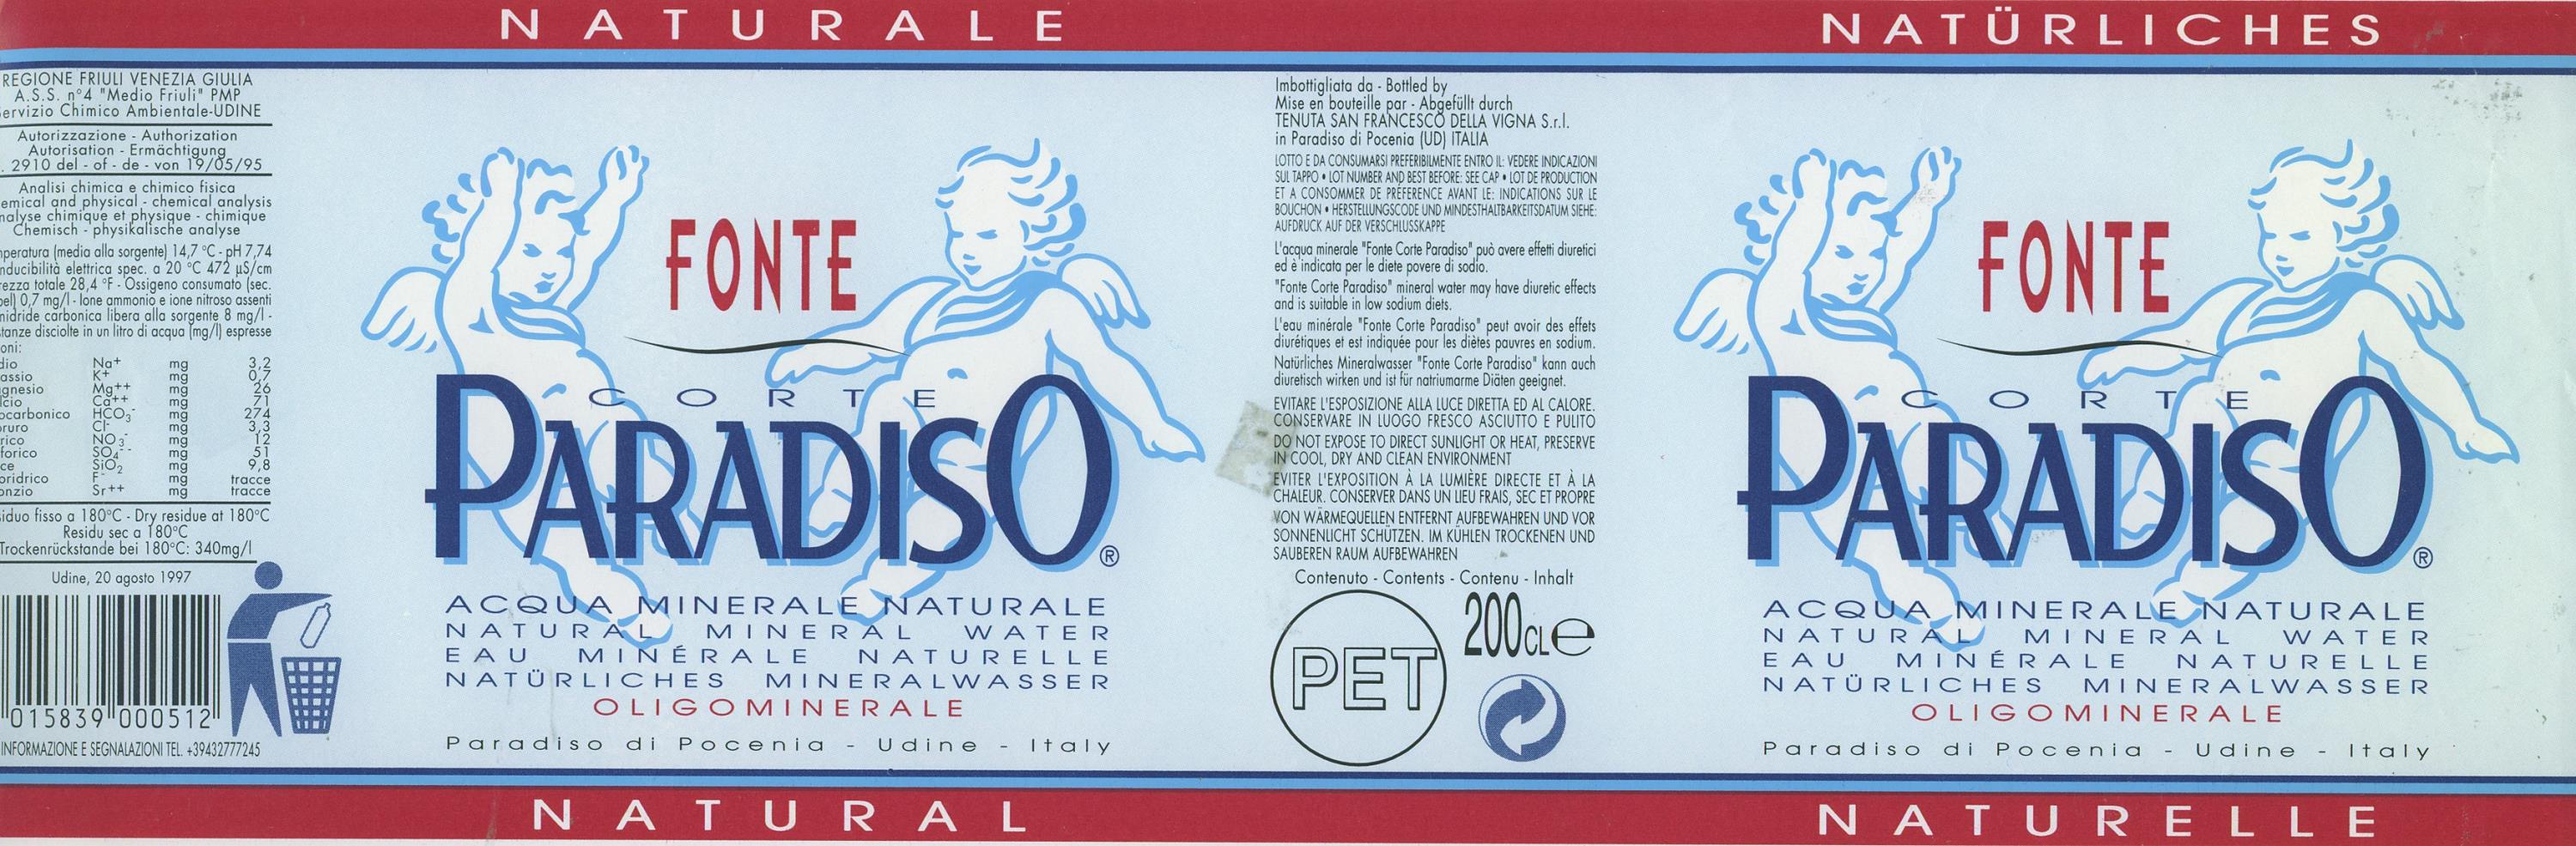 NATURALE
NATÜRLICHES
REGIONE FRIULI VENEZIA GIULIA
A.S.S. n°4 "Medio Friuli" PMP
ervizio Chimico Ambientale-UDINE
Autorizzazione - Authorization
Autorisation - Ermächtigung
. 2910 del - of - de - von 19/05/95
Analisi chimica e chimico fisica
emical and physical - chemical analysis
nalyse chimique et physique - chimique
Chemisch - physikalische analyse
peratura (media alla sorgente) 14,7 °C - pH 7,74
nducibilità elettrica spec. a 20 °C 472 µS/cm
rezza totale 28,4 °F - Ossigeno consumato (sec.
bel) 0,7 mg/l - Ione ammonio e ione nitroso assenti
nidride carbonica libera alla sorgente 8 mg/l -
tanze disciolte in un litro di acqua (mg/l) espresse
oni:
dio Na+ mg 3,2
assio K+ mg 0,7
gnesio Mg++ mg 26
lcio Ca++ mg 71
ocarbonico HCO3- mg 274
oruro Cl- mg 3,3
rico NO3- mg 12
forico SO4-- mg 51
ce SiO2 mg 9,8
oridrico F- mg tracce
onzio Sr++ mg tracce
siduo fisso a 180°C - Dry residue at 180°C
Residu sec a 180°C
Trockenrückstande bei 180°C: 340mg/l
Udine, 20 agosto 1997
015839 000512
INFORMAZIONE E SEGNALAZIONI TEL. +39432777245
FONTE
CORTE
PARADISO®
ACQUA MINERALE NATURALE
NATURAL MINERAL WATER
EAU MINÉRALE NATURELLE
NATÜRLICHES MINERALWASSER
OLIGOMINERALE
Paradiso di Pocenia - Udine - Italy
Imbottigliata da - Bottled by
Mise en bouteille par - Abgefüllt durch
TENUTA SAN FRANCESCO DELLA VIGNA S.r.l.
in Paradiso di Pocenia (UD) ITALIA
LOTTO E DA CONSUMARSI PREFERIBILMENTE ENTRO IL: VEDERE INDICAZIONI
SUL TAPPO • LOT NUMBER AND BEST BEFORE: SEE CAP • LOT DE PRODUCTION
ET A CONSOMMER DE PRÉFERENCE AVANT LE: INDICATIONS SUR LE
BOUCHON • HERSTELLUNGSCODE UND MINDESTHALTBARKEITSDATUM SIEHE:
AUFDRUCK AUF DER VERSCHLUSSKAPPE
L'acqua minerale "Fonte Corte Paradiso" può avere effetti diuretici
ed è indicata per le diete povere di sodio.
"Fonte Corte Paradiso" mineral water may have diuretic effects
and is suitable in low sodium diets.
L'eau minérale "Fonte Corte Paradiso" peut avoir des effets
diurétiques et est indiquée pour les diètes pauvres en sodium.
Natürliches Mineralwasser "Fonte Corte Paradiso" kann auch
diuretisch wirken und ist für natriumarme Diäten geeignet.
EVITARE L'ESPOSIZIONE ALLA LUCE DIRETTA ED AL CALORE.
CONSERVARE IN LUOGO FRESCO ASCIUTTO E PULITO
DO NOT EXPOSE TO DIRECT SUNLIGHT OR HEAT, PRESERVE
IN COOL, DRY AND CLEAN ENVIRONMENT
EVITER L'EXPOSITION À LA LUMIÈRE DIRECTE ET À LA
CHALEUR. CONSERVER DANS UN LIEU FRAIS, SEC ET PROPRE
VON WÄRMEQUELLEN ENTFERNT AUFBEWAHREN UND VOR
SONNENLICHT SCHÜTZEN. IM KÜHLEN TROCKENEN UND
SAUBEREN RAUM AUFBEWAHREN
Contenuto - Contents - Contenu - Inhalt
PET
200CL e
FONTE
CORTE
PARADISO®
ACQUA MINERALE NATURALE
NATURAL MINERAL WATER
EAU MINÉRALE NATURELLE
NATÜRLICHES MINERALWASSER
OLIGOMINERALE
Paradiso di Pocenia - Udine - Italy
NATURAL
NATURELLE